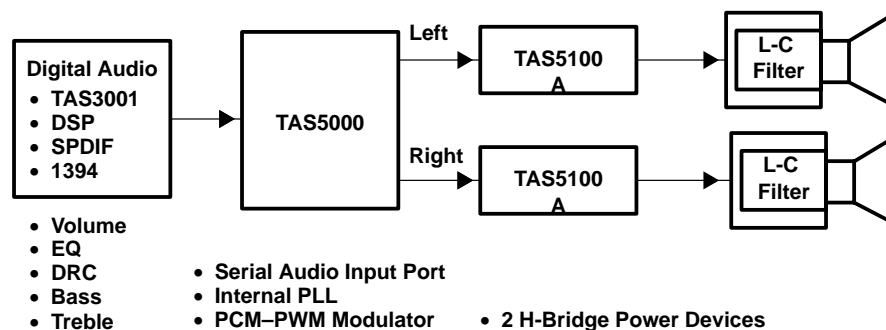 Digital Audio
• TAS3001
• DSP
• SPDIF
• 1394
• Volume
• EQ
• DRC
• Bass
• Treble
TAS5000
• Serial Audio Input Port
• Internal PLL
• PCM–PWM Modulator
Left
TAS5100
A
L-C
Filter
Right
TAS5100
A
L-C
Filter
• 2 H-Bridge Power Devices